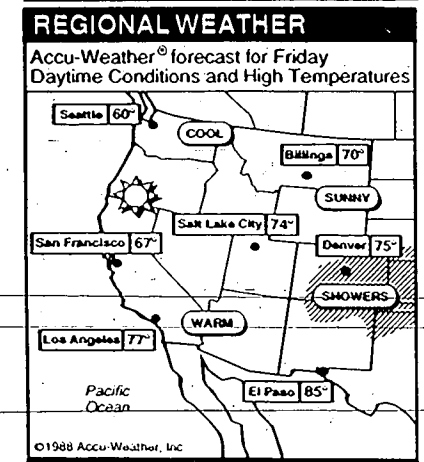 REGIONAL WEATHER
Accu-Weather® forecast for Friday
Daytime Conditions and High Temperatures
Seattle 60°
COOL
Billings 70°
SUNNY
Salt Lake City 74°
San Francisco 67°
Denver 75°
SHOWERS
WARM
Los Angeles 77°
Pacific
Ocean
El Paso 85°
©1988 Accu-Weather, Inc